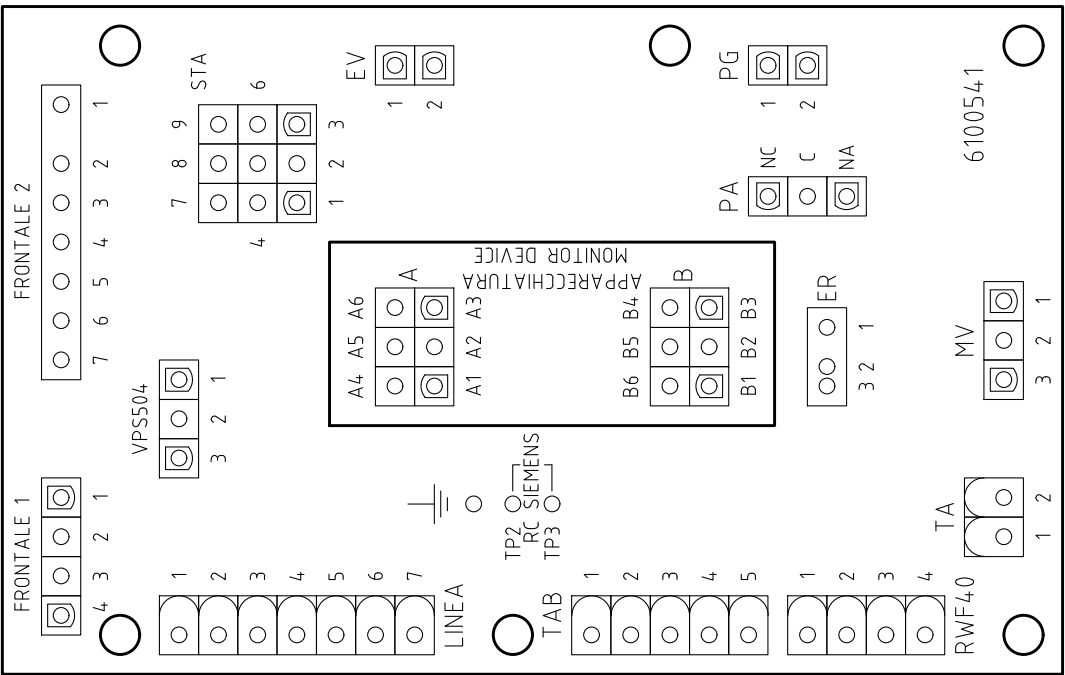 FRONTALE 1
4 3 2 1
FRONTALE 2
7 6 5 4 3 2 1
VPS504
3 2 1
STA
7 8 9
4 6
1 2 3
EV
1 2
PG
1 2
PA
NC
C
NA
6100541
APPARECCHIATURA
MONITOR DEVICE
A
A4 A5 A6
A1 A2 A3
B
B6 B5 B4
B1 B2 B3
ER
3 2 1
MV
3 2 1
TP2
TP3
RC SIEMENS
TA
1 2
LINEA
1 2 3 4 5 6 7
TAB
1 2 3 4 5
RWF40
1 2 3 4